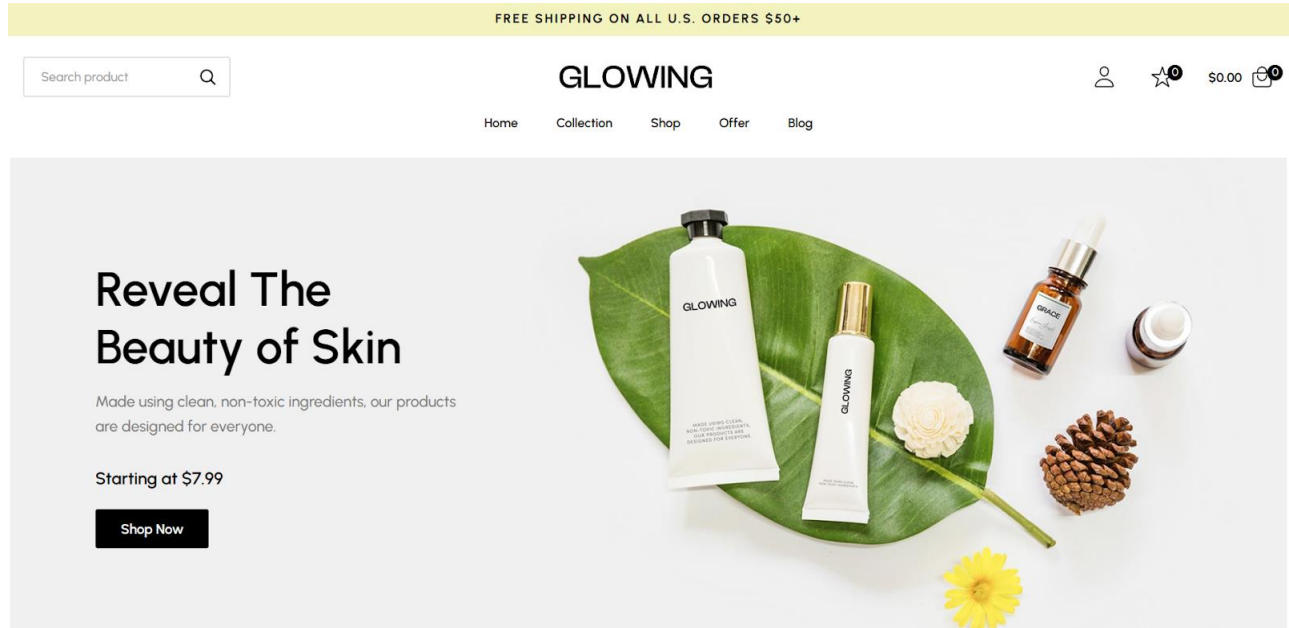 FREE SHIPPING ON ALL U.S. ORDERS $50+
Search product
GLOWING
0
$0.00
0
Home
Collection
Shop
Offer
Blog
Reveal The
Beauty of Skin
Made using clean, non-toxic ingredients, our products
are designed for everyone.
Starting at $7.99
Shop Now
GLOWING
MADE USING CLEAN,
NON-TOXIC INGREDIENTS,
OUR PRODUCTS ARE
DESIGNED FOR EVERYONE.
GLOWING
GRACE